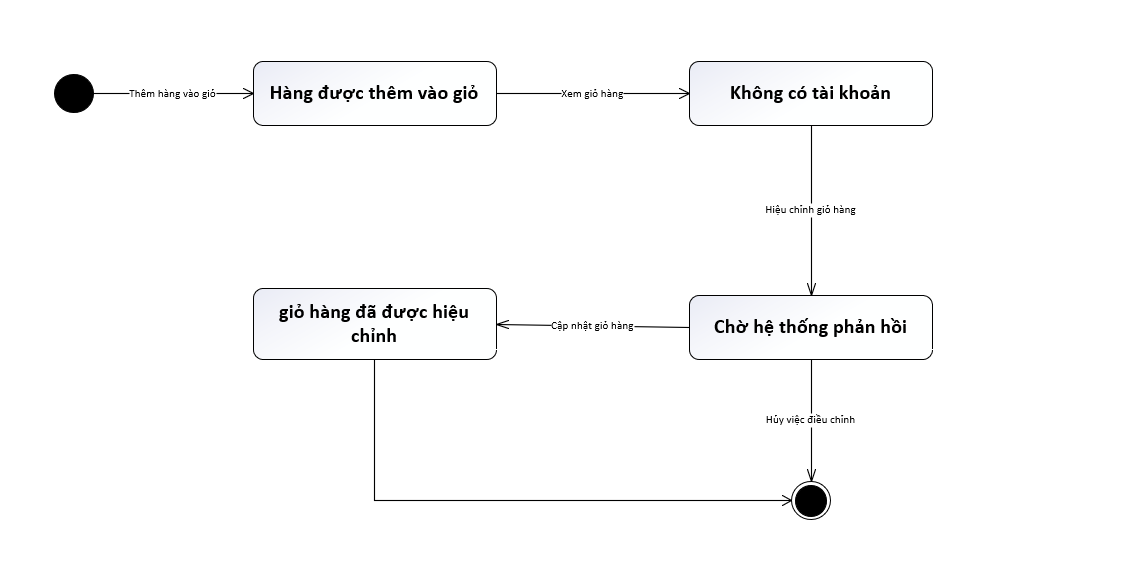 Thêm hàng vào giỏ
Hàng được thêm vào giỏ
Xem giỏ hàng
Không có tài khoản
Hiệu chỉnh giỏ hàng
giỏ hàng đã được hiệu
chỉnh
Cập nhật giỏ hàng
Chờ hệ thống phản hồi
Hủy việc điều chỉnh